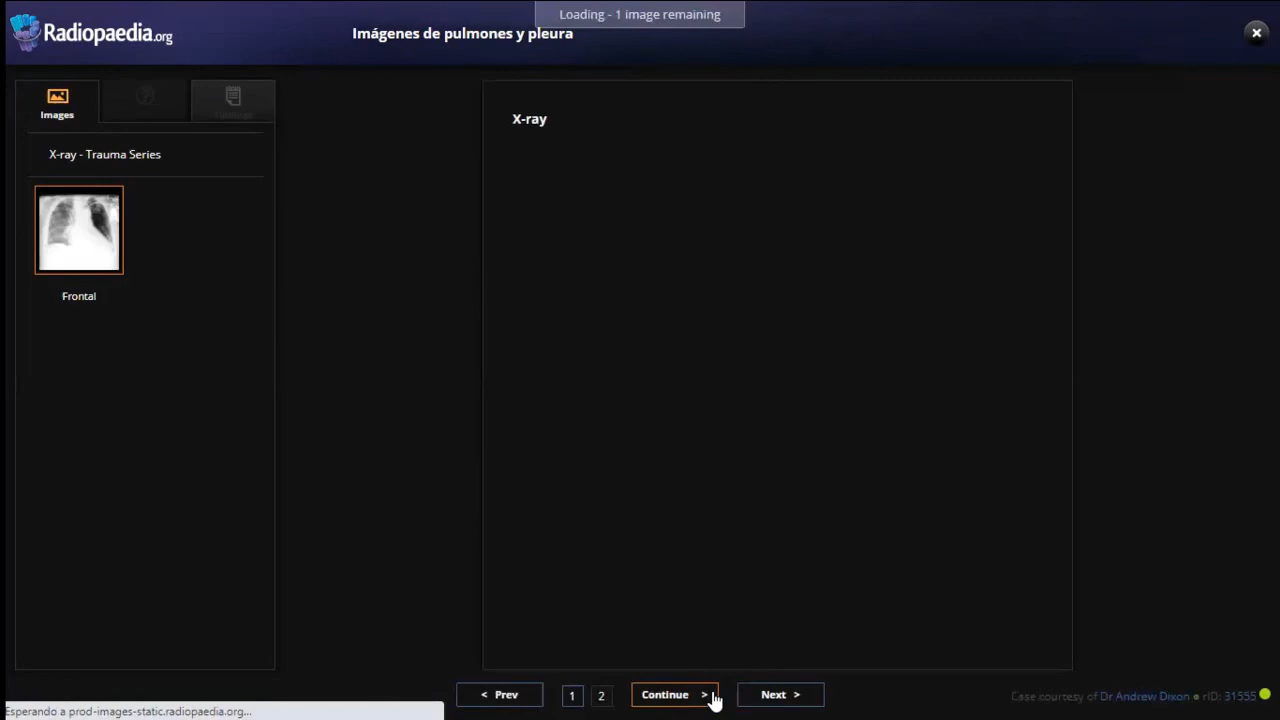 Loading - 1 image remaining
Radiopaedia.org
Imágenes de pulmones y pleura
Images
X-ray
X-ray - Trauma Series
Frontal
< Prev
1
2
Continue >
Next >
Case courtesy of Dr Andrew Dixon • rID: 31555
Esperando a prod-images-static.radiopaedia.org...